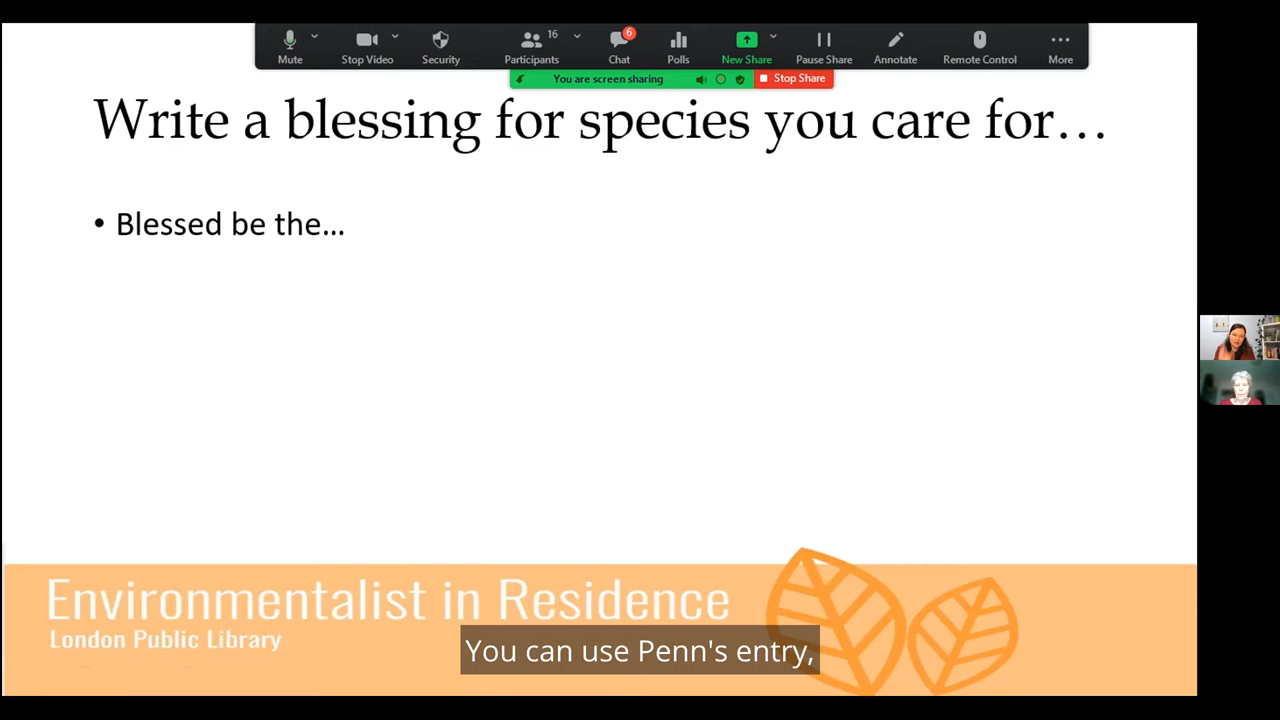 Mute
Stop Video
Security
16
Participants
6
Chat
Polls
New Share
Pause Share
Annotate
Remote Control
More
You are screen sharing
Stop Share
Write a blessing for species you care for…
• Blessed be the…
Environmentalist in Residence
London Public Library
You can use Penn's entry,